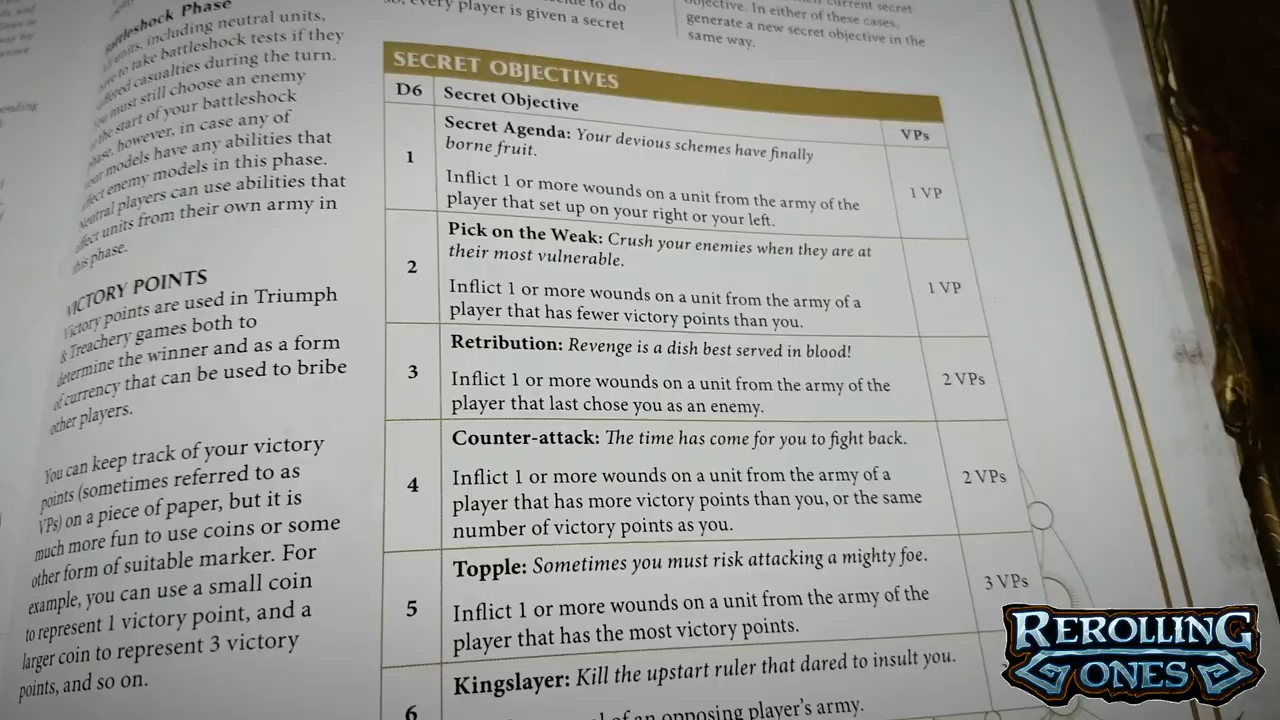 Battleshock Phase
units, including neutral units,
to take battleshock tests if they
casualties during the turn.
must still choose an enemy
the start of your battleshock
phase, however, in case any of
your models have any abilities that
affect enemy models in this phase.
Neutral players can use abilities that
affect units from their own army in
this phase.
VICTORY POINTS
Victory points are used in Triumph
& Treachery games both to
determine the winner and as a form
of currency that can be used to bribe
other players.
You can keep track of your victory
points (sometimes referred to as
VPs) on a piece of paper, but it is
much more fun to use coins or some
other form of suitable marker. For
example, you can use a small coin
to represent 1 victory point, and a
larger coin to represent 3 victory
points, and so on.
to do
every player is given a secret
current secret
objective. In either of these cases,
generate a new secret objective in the
same way.
SECRET OBJECTIVES
D6 Secret Objective VPs
1
Secret Agenda: Your devious schemes have finally
borne fruit.
Inflict 1 or more wounds on a unit from the army of the
player that set up on your right or your left.
1 VP
2
Pick on the Weak: Crush your enemies when they are at
their most vulnerable.
Inflict 1 or more wounds on a unit from the army of a
player that has fewer victory points than you.
1 VP
3
Retribution: Revenge is a dish best served in blood!
Inflict 1 or more wounds on a unit from the army of the
player that last chose you as an enemy.
2 VPs
4
Counter-attack: The time has come for you to fight back.
Inflict 1 or more wounds on a unit from the army of a
player that has more victory points than you, or the same
number of victory points as you.
2 VPs
5
Topple: Sometimes you must risk attacking a mighty foe.
Inflict 1 or more wounds on a unit from the army of the
player that has the most victory points.
3 VPs
6
Kingslayer: Kill the upstart ruler that dared to insult you.
of an opposing player's army.
REROLLING
ONES